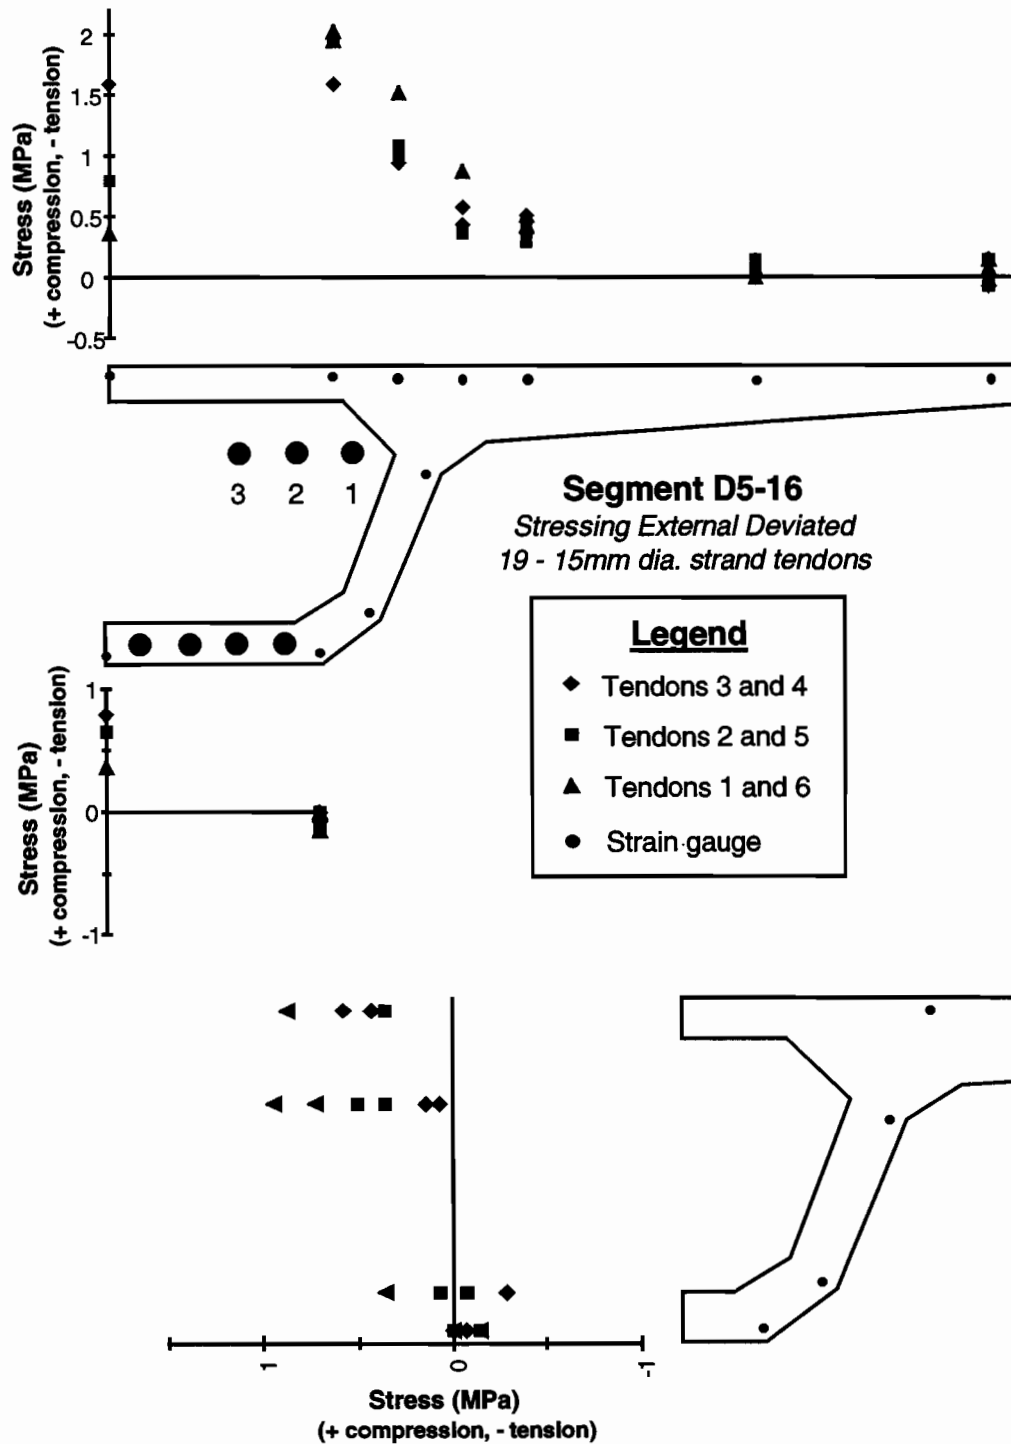 2
1.5
1
0.5
0
-0.5
Stress (MPa)
(+ compression, - tension)
3 2 1
Segment D5-16
Stressing External Deviated
19 - 15mm dia. strand tendons
Legend
Tendons 3 and 4
Tendons 2 and 5
Tendons 1 and 6
Strain gauge
1
0
-1
Stress (MPa)
(+ compression, - tension)
1 0 -1
Stress (MPa)
(+ compression, - tension)